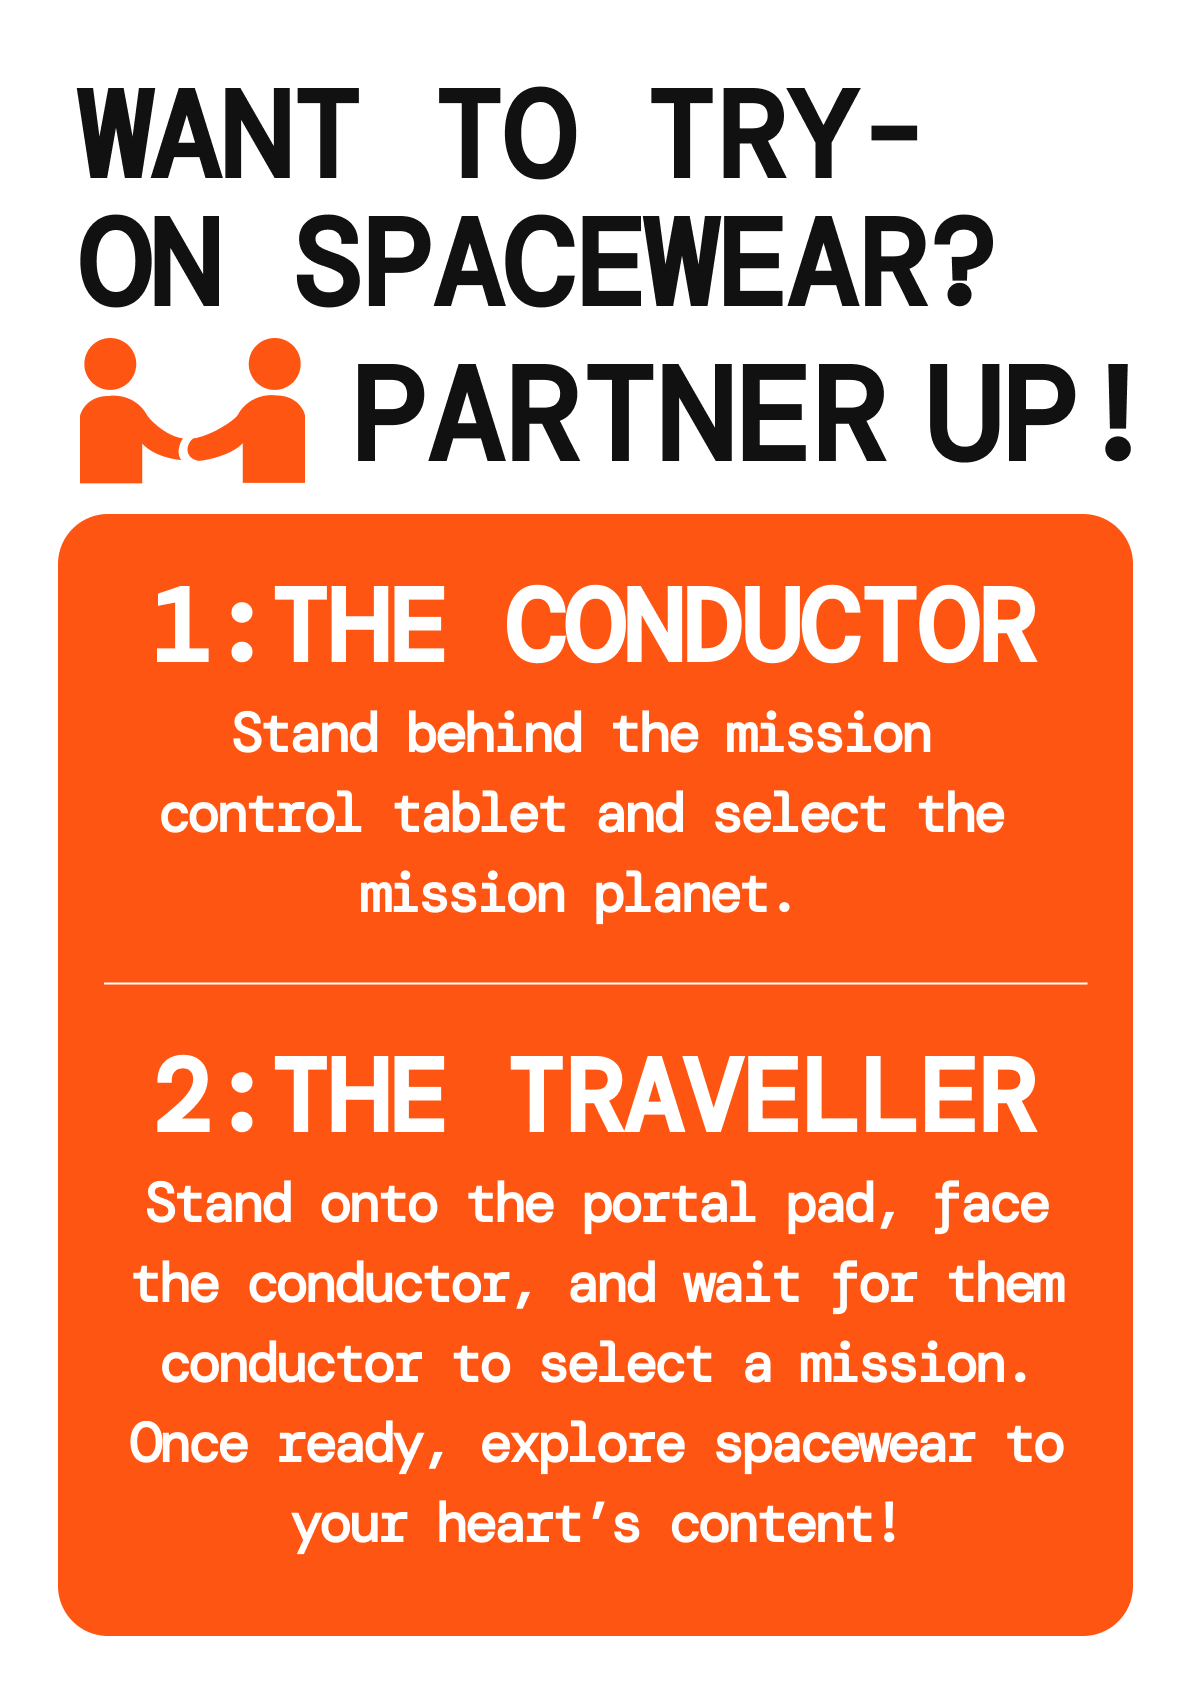 WANT TO TRY-
ON SPACEWEAR?
PARTNER UP!
1:THE CONDUCTOR
Stand behind the mission
control tablet and select the
mission planet.
2:THE TRAVELLER
Stand onto the portal pad, face
the conductor, and wait for them
conductor to select a mission.
Once ready, explore spacewear to
your heart’s content!